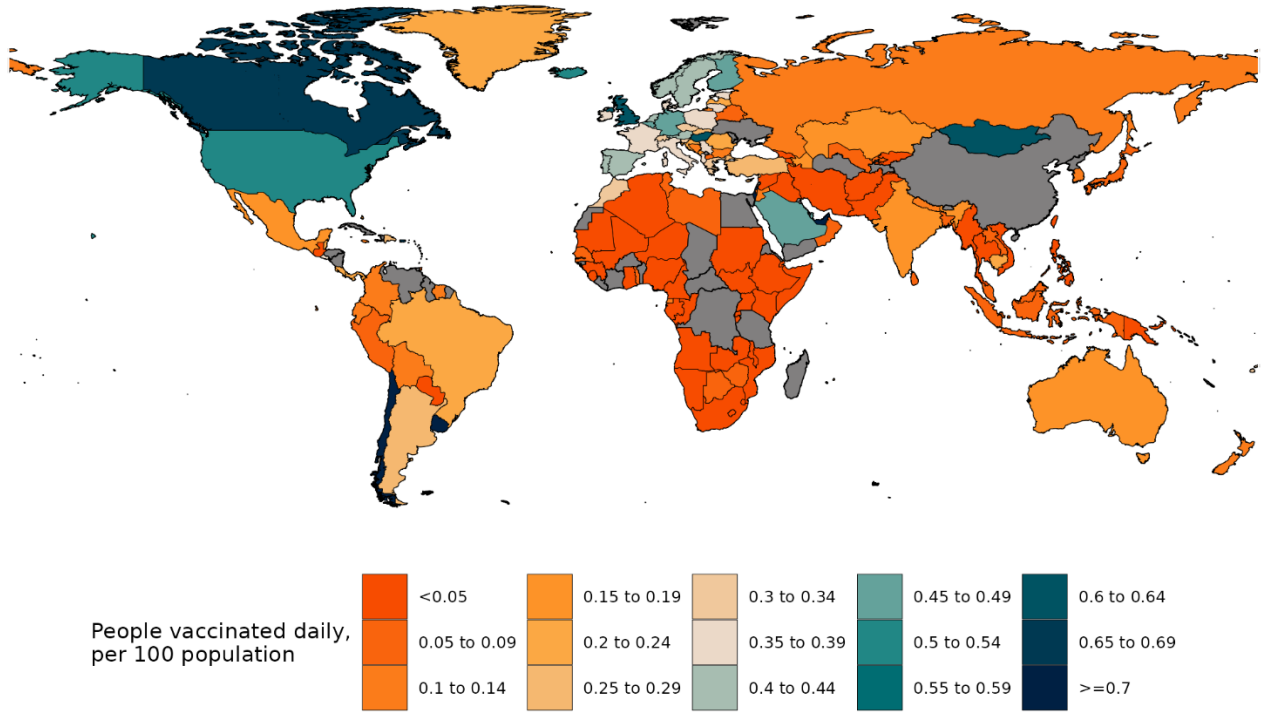 <0.05 0.15 to 0.19 0.3 to 0.34 0.45 to 0.49 0.6 to 0.64
People vaccinated daily,
per 100 population
0.05 to 0.09 0.2 to 0.24 0.35 to 0.39 0.5 to 0.54 0.65 to 0.69
0.1 to 0.14 0.25 to 0.29 0.4 to 0.44 0.55 to 0.59 >=0.7